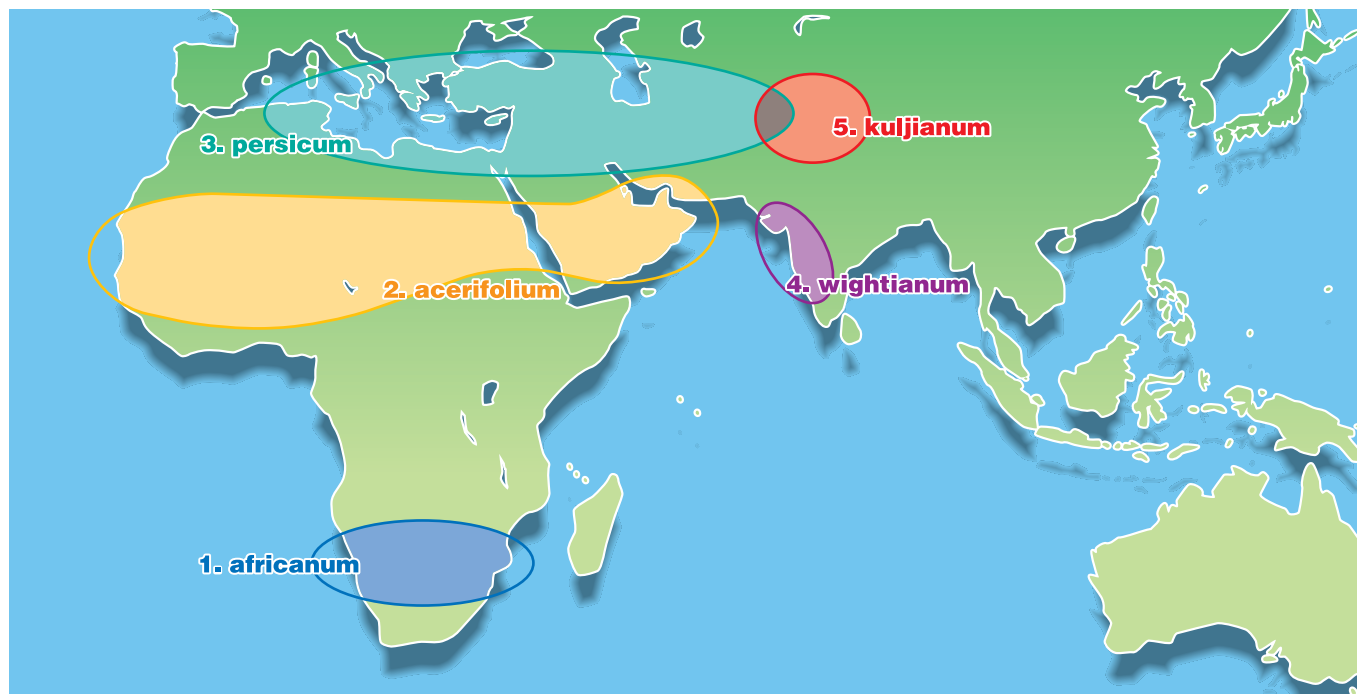 3. persicum
5. kuljianum
2. acerifolium
4. wightianum
1. africanum